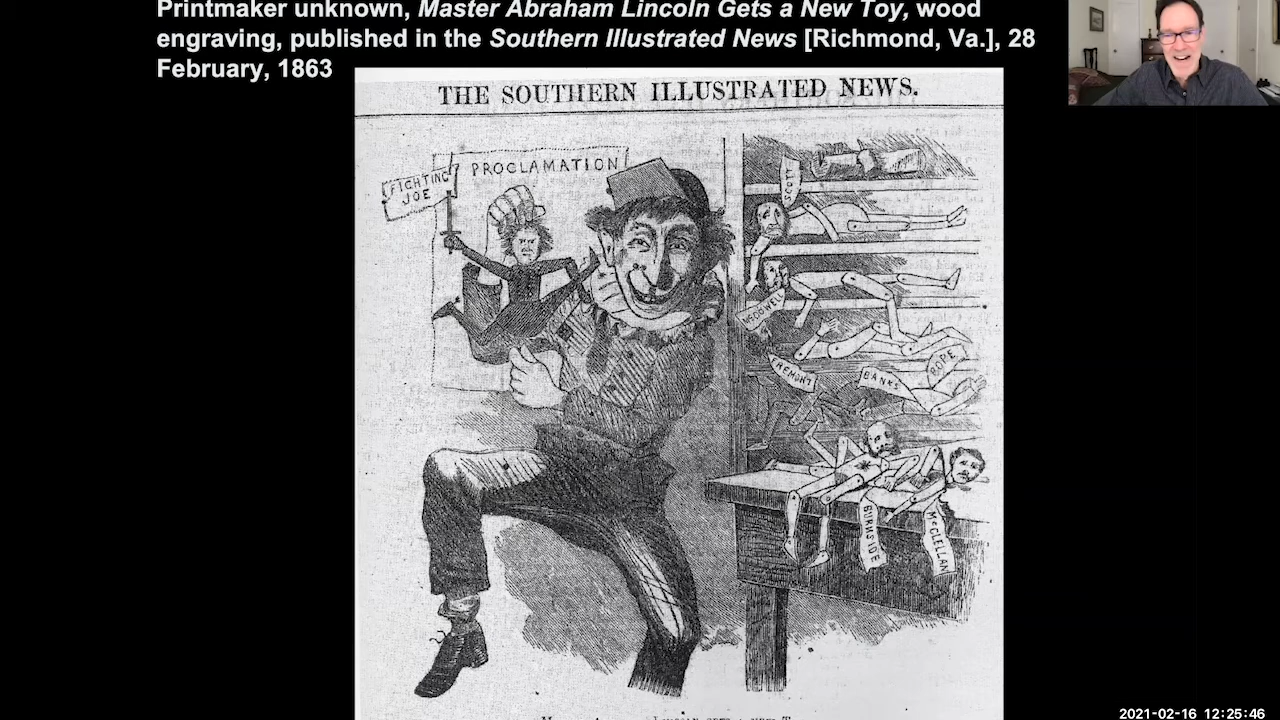 Printmaker unknown, Master Abraham Lincoln Gets a New Toy, wood
engraving, published in the Southern Illustrated News [Richmond, Va.], 28
February, 1863
THE SOUTHERN ILLUSTRATED NEWS.
PROCLAMATION
FIGHTING
JOE
SCOTT
McDOWEL
FREMONT
BANKS
POPE
BURNSIDE
McCLELLAN
2021-02-16 12:25:46